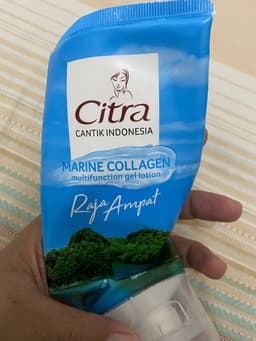 Citra
CANTIK INDONESIA
MARINE COLLAGEN
multifunction gel lotion
Raja Ampat